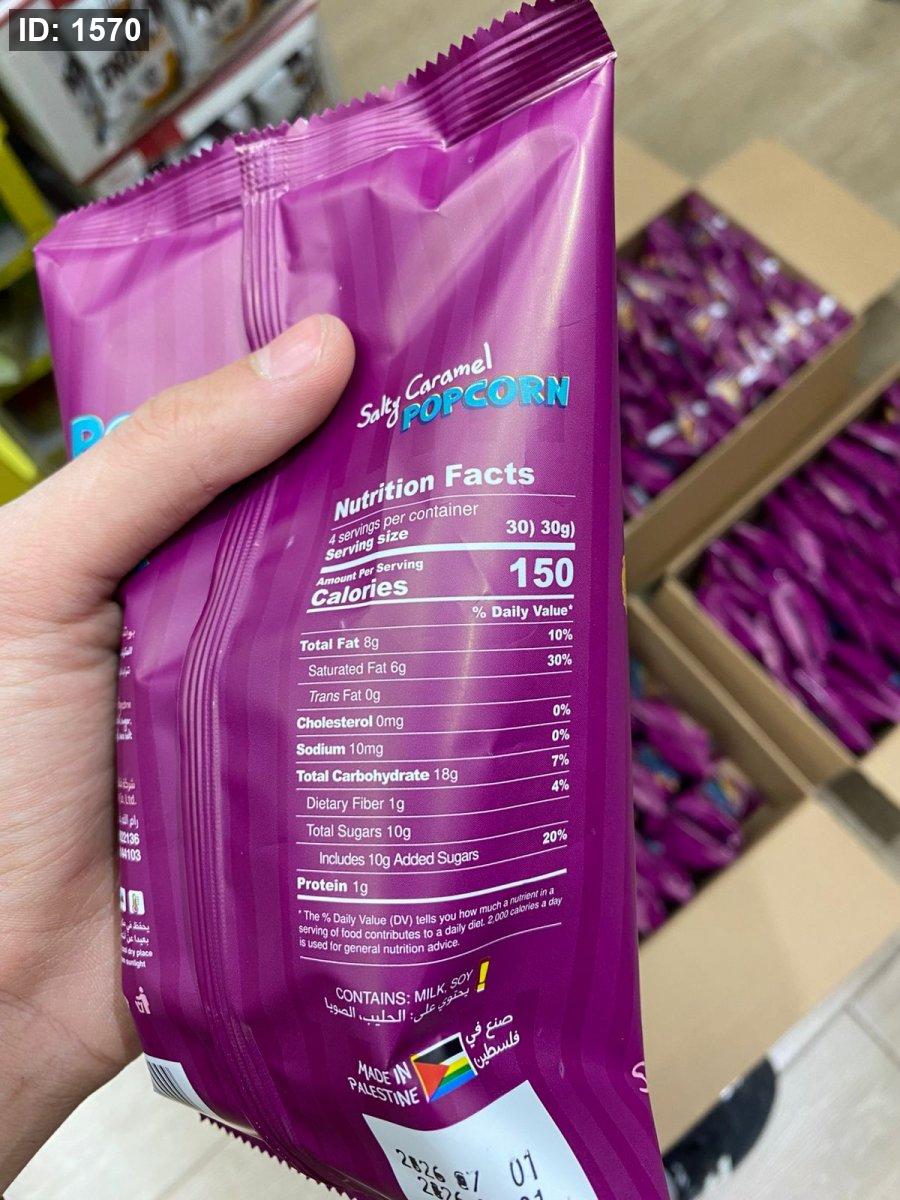 ID: 1570
Salty Caramel
POPCORN
Nutrition Facts
4 servings per container
Serving size 30) 30g)
Amount Per Serving
Calories 150
% Daily Value*
Total Fat 8g 10%
Saturated Fat 6g 30%
Trans Fat 0g
Cholesterol 0mg 0%
Sodium 10mg 0%
Total Carbohydrate 18g 7%
Dietary Fiber 1g 4%
Total Sugars 10g
Includes 10g Added Sugars 20%
Protein 1g
* The % Daily Value (DV) tells you how much a nutrient in a
serving of food contributes to a daily diet. 2,000 calories a day
is used for general nutrition advice.
CONTAINS: MILK, SOY !
يحتوي على: الحليب، الصويا
MADE IN
PALESTINE
صنع في
فلسطين
2026 07 01